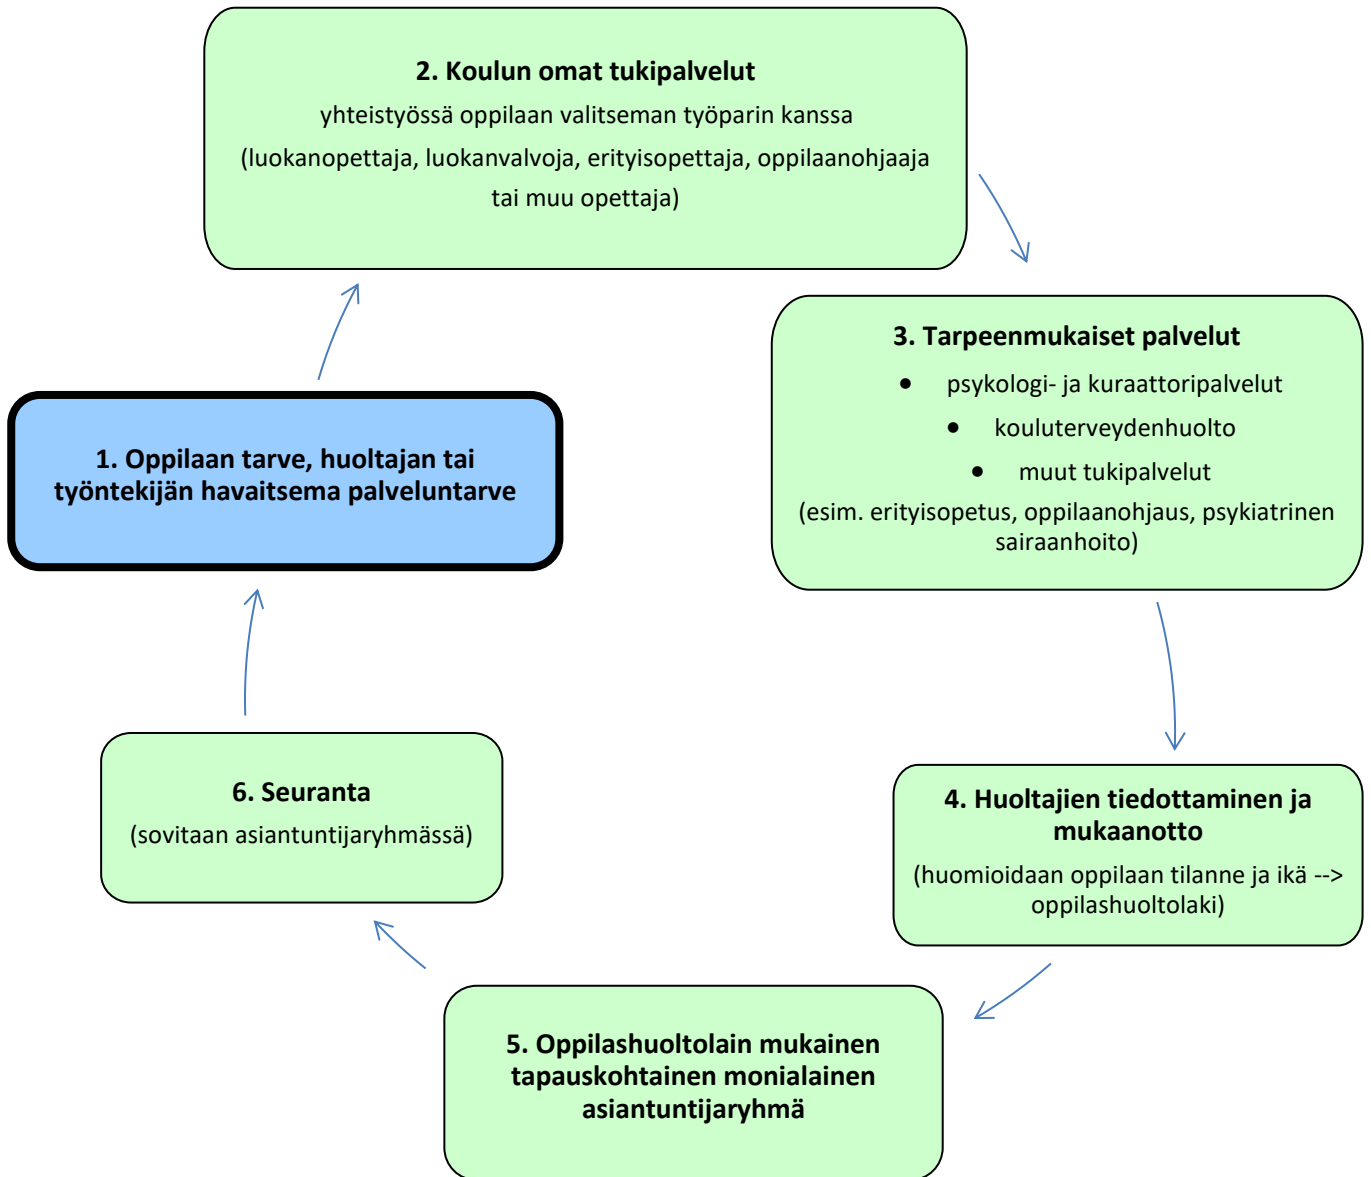 2. Koulun omat tukipalvelut
yhteistyössä oppilaan valitseman työparin kanssa
(luokanopettaja, luokanvalvoja, erityisopettaja, oppilaanohjaaja
tai muu opettaja)
3. Tarpeenmukaiset palvelut
• psykologi- ja kuraattoripalvelut
• kouluterveydenhuolto
• muut tukipalvelut
(esim. erityisopetus, oppilaanohjaus, psykiatrinen
sairaanhoito)
1. Oppilaan tarve, huoltajan tai
työntekijän havaitsema palveluntarve
6. Seuranta
(sovitaan asiantuntijaryhmässä)
4. Huoltajien tiedottaminen ja
mukaanotto
(huomioidaan oppilaan tilanne ja ikä -->
oppilashuoltolaki)
5. Oppilashuoltolain mukainen
tapauskohtainen monialainen
asiantuntijaryhmä